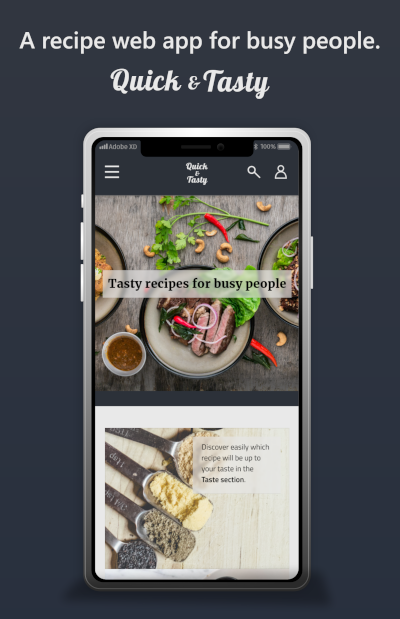 A recipe web app for busy people.
Quick & Tasty
Adobe XD 100%
Quick
&
Tasty
Tasty recipes for busy people
Discover easily which
recipe will be up to
your taste in the
Taste section.